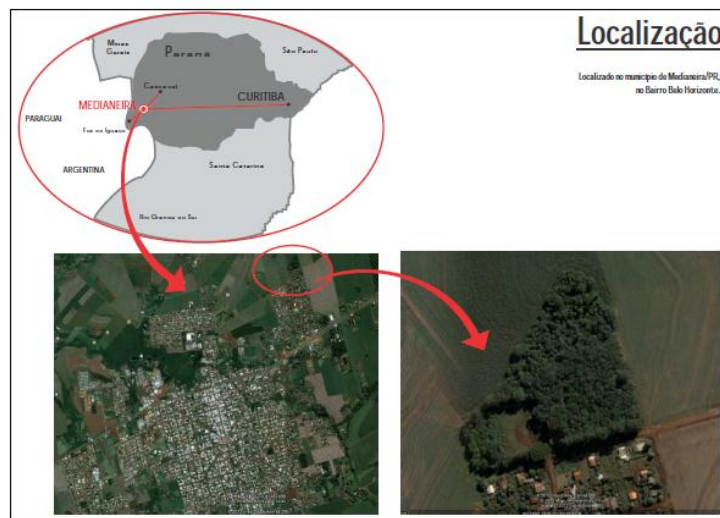 Localização
Localizado no município de Medianeira/PR,
no Bairro Belo Horizonte.
Minas
Gerais
Paraná
São Paulo
Cascavel
MEDIANEIRA
CURITIBA
PARAGUAI
Foz do Iguaçu
ARGENTINA
Santa Catarina
Rio Grande do Sul